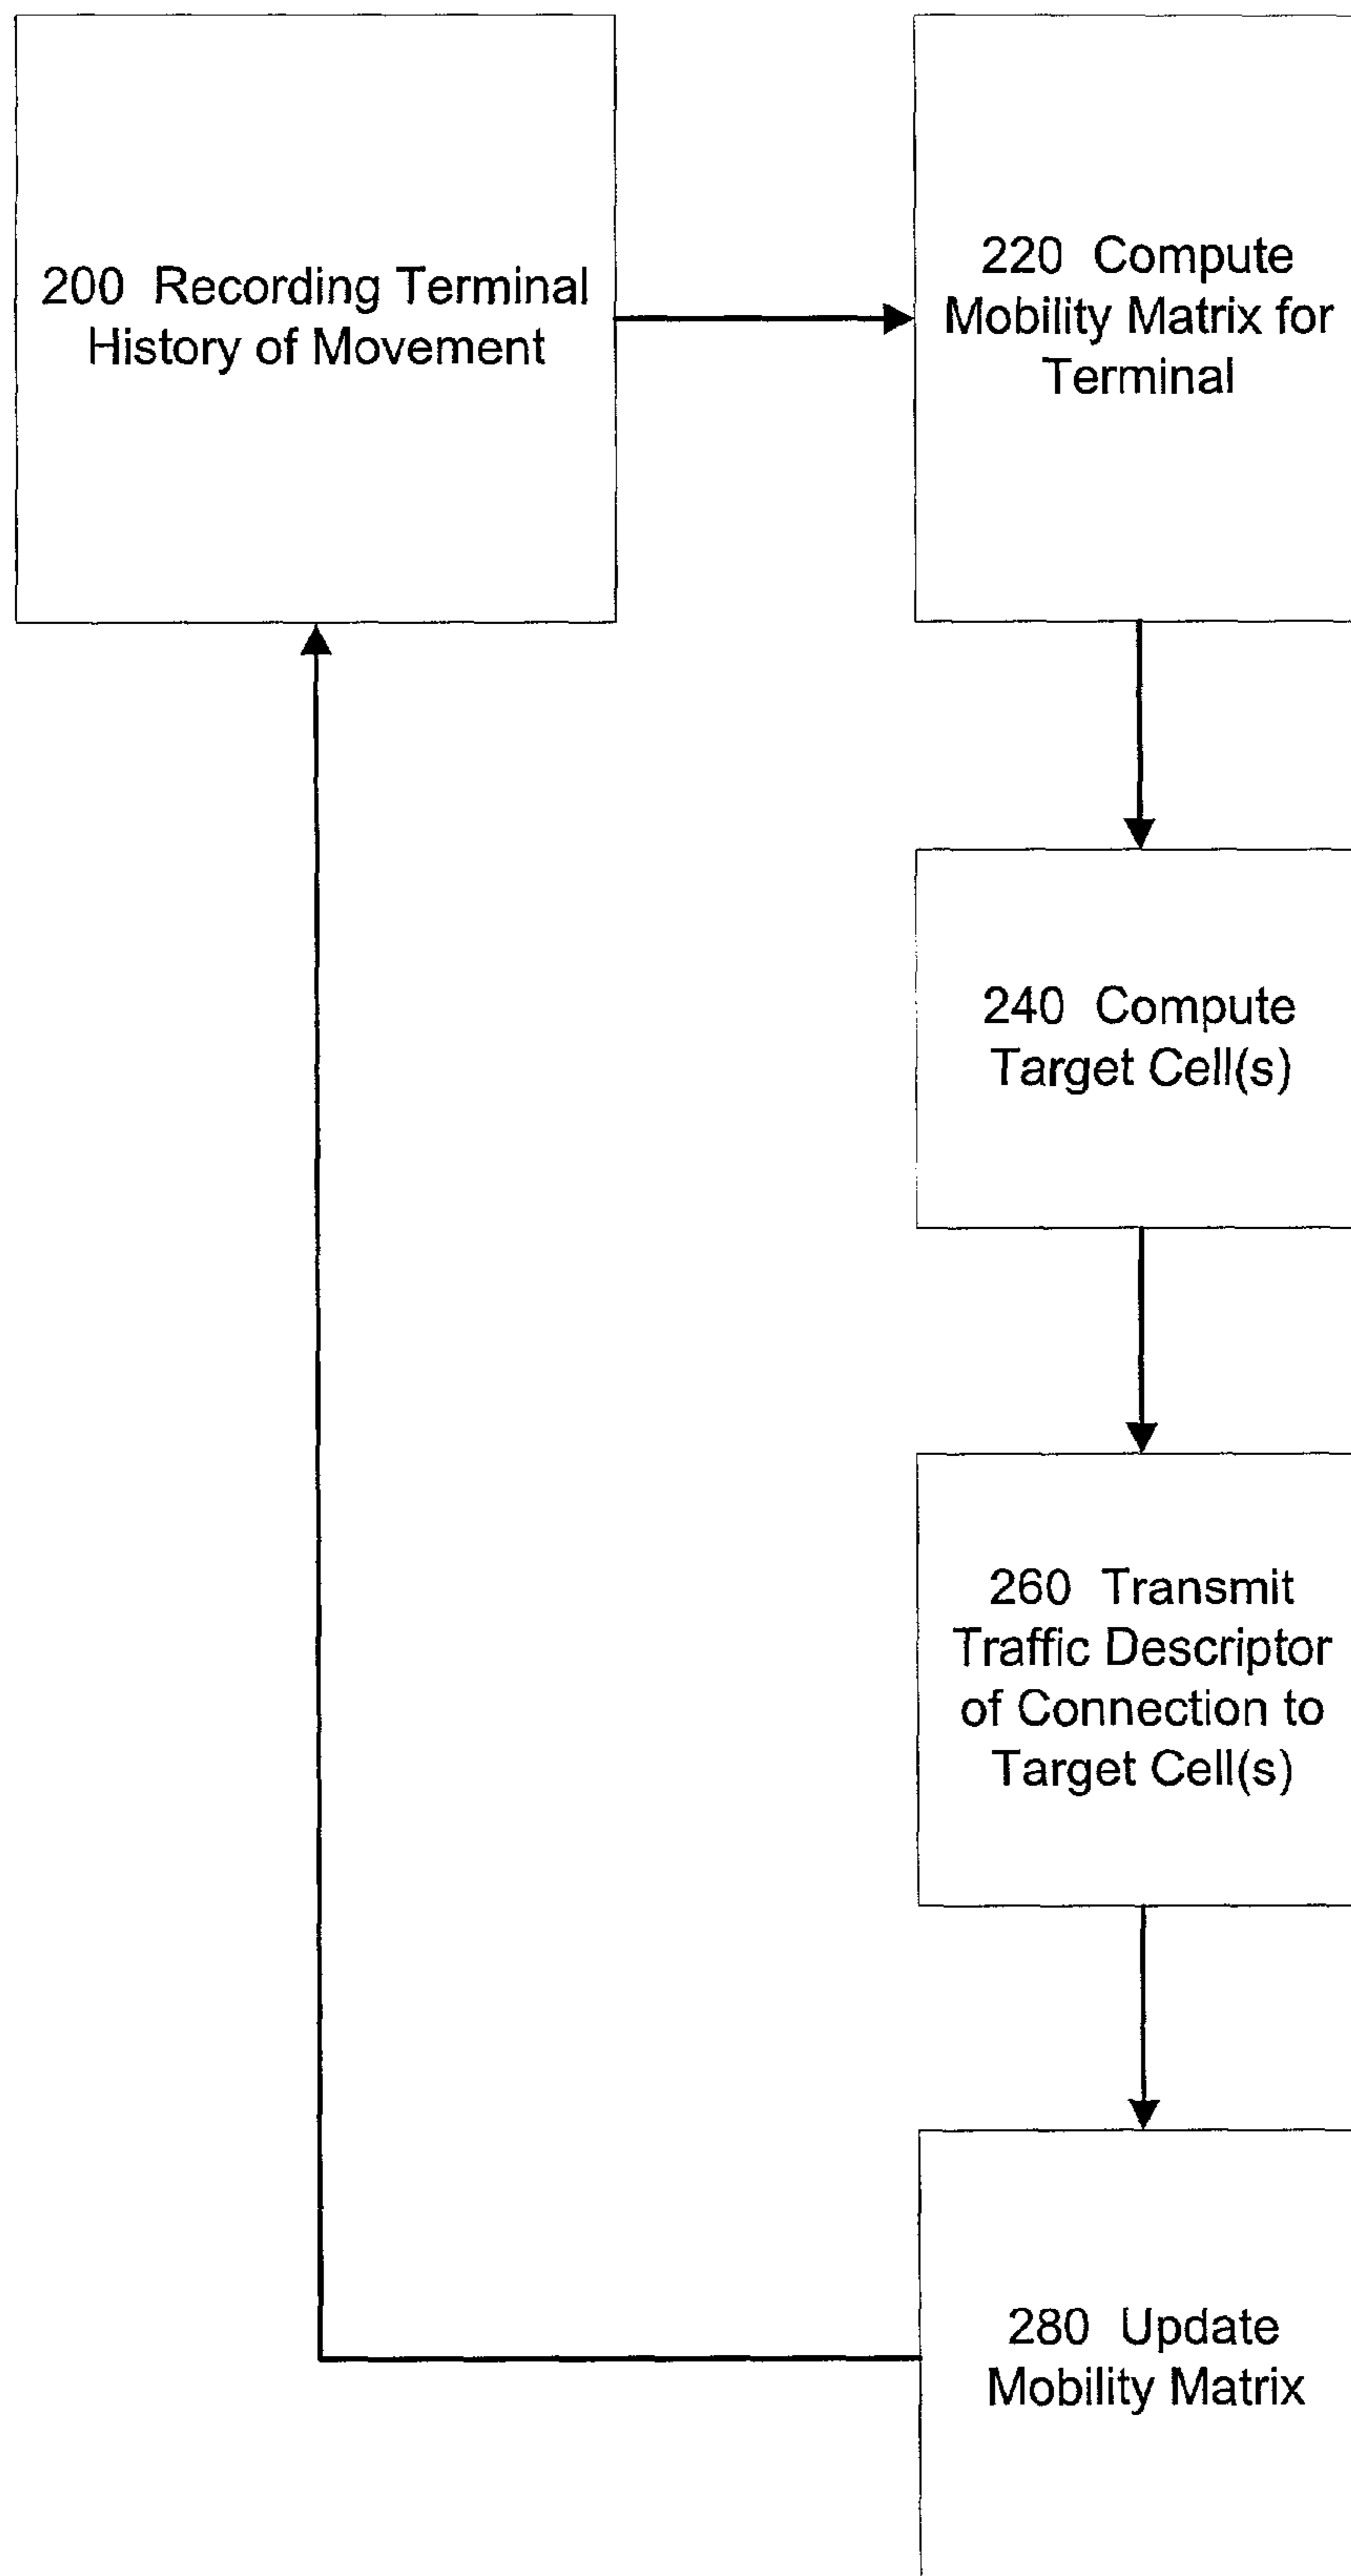 200 Recording Terminal
History of Movement
220 Compute
Mobility Matrix for
Terminal
240 Compute
Target Cell(s)
260 Transmit
Traffic Descriptor
of Connection to
Target Cell(s)
280 Update
Mobility Matrix